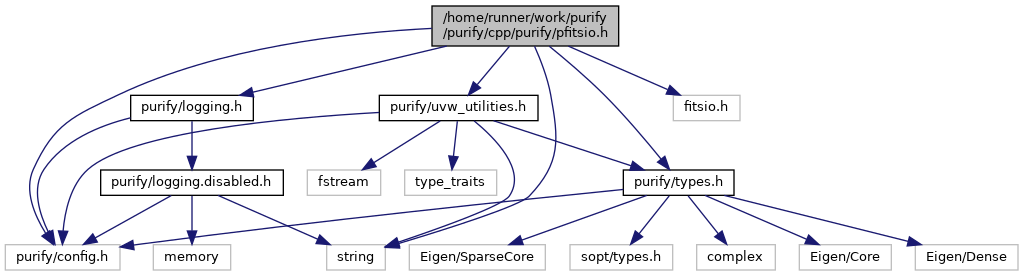 /home/runner/work/purify
/purify/cpp/purify/pfitsio.h
purify/logging.h
purify/uvw_utilities.h
fitsio.h
purify/logging.disabled.h
fstream
type_traits
purify/types.h
purify/config.h
memory
string
Eigen/SparseCore
sopt/types.h
complex
Eigen/Core
Eigen/Dense